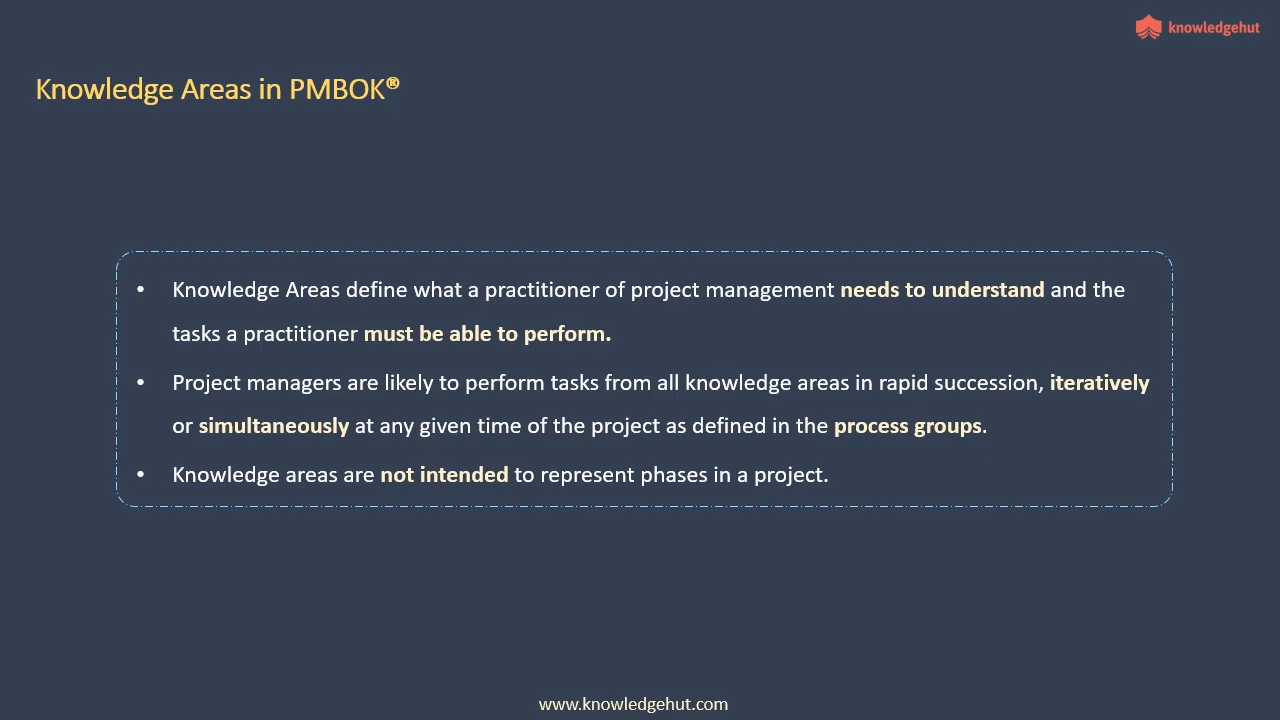 knowledgehut
Knowledge Areas in PMBOK®
• Knowledge Areas define what a practitioner of project management needs to understand and the
tasks a practitioner must be able to perform.
• Project managers are likely to perform tasks from all knowledge areas in rapid succession, iteratively
or simultaneously at any given time of the project as defined in the process groups.
• Knowledge areas are not intended to represent phases in a project.
www.knowledgehut.com